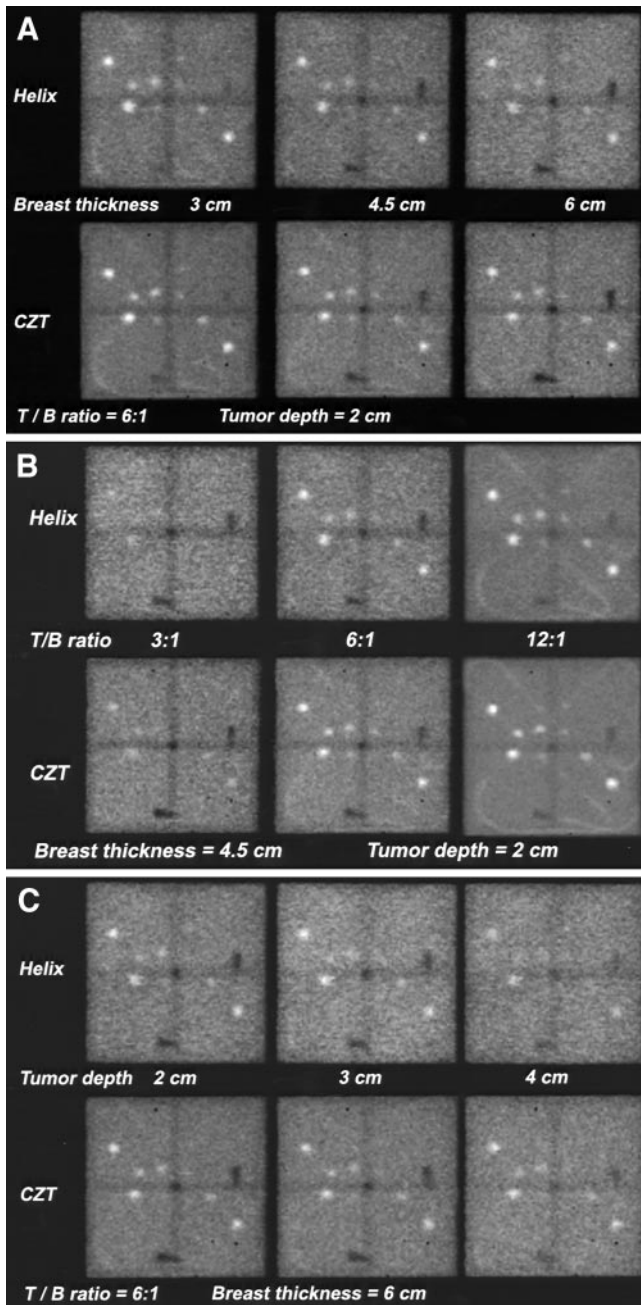 A
Helix
Breast thickness 3 cm 4.5 cm 6 cm
CZT
T / B ratio = 6:1 Tumor depth = 2 cm
B
Helix
T/B ratio 3:1 6:1 12:1
CZT
Breast thickness = 4.5 cm Tumor depth = 2 cm
C
Helix
Tumor depth 2 cm 3 cm 4 cm
CZT
T / B ratio = 6:1 Breast thickness = 6 cm